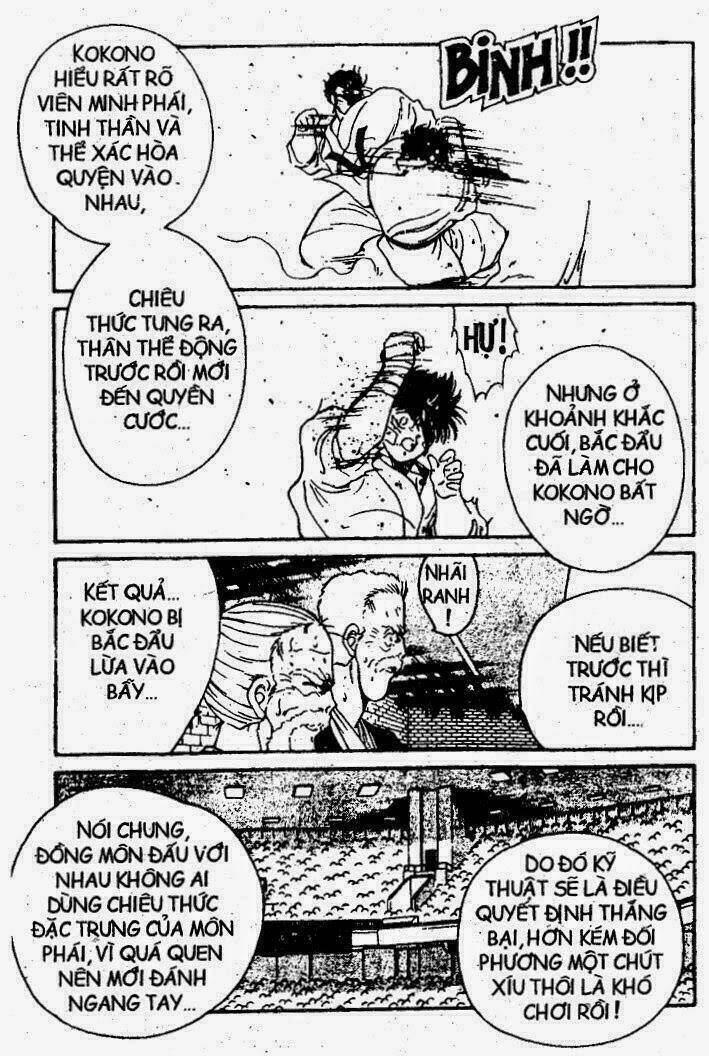 KOKONO
HIỂU RẤT RÕ
VIÊN MINH PHÁI,
TINH THẦN VÀ
THỂ XÁC HÒA
QUYỆN VÀO
NHAU,
BỊNH!!
CHIÊU
THỨC TUNG RA,
THÂN THỂ ĐỘNG
TRƯỚC RỒI MỚI
ĐẾN QUYỀN
CƯỚC...
HỰ!
NHƯNG Ở
KHOẢNH KHẮC
CUỐI, BẮC ĐẨU
ĐÃ LÀM CHO
KOKONO BẤT
NGỜ...
KẾT QUẢ...
KOKONO BỊ
BẮC ĐẨU
LỪA VÀO
BẪY...
NHÃI
RANH
!
NẾU BIẾT
TRƯỚC THÌ
TRÁNH KỊP
RỒI....
NÓI CHUNG,
ĐỒNG MÔN ĐẤU VỚI
NHAU KHÔNG AI
DÙNG CHIÊU THỨC
ĐẶC TRƯNG CỦA MÔN
PHÁI, VÌ QUÁ QUEN
NÊN MỚI ĐÁNH
NGANG TAY...
DO ĐÓ KỸ
THUẬT SẼ LÀ ĐIỀU
QUYẾT ĐỊNH THẮNG
BẠI, HƠN KÉM ĐỐI
PHƯƠNG MỘT CHÚT
XÍU THÔI LÀ KHÓ
CHƠI RỒI!